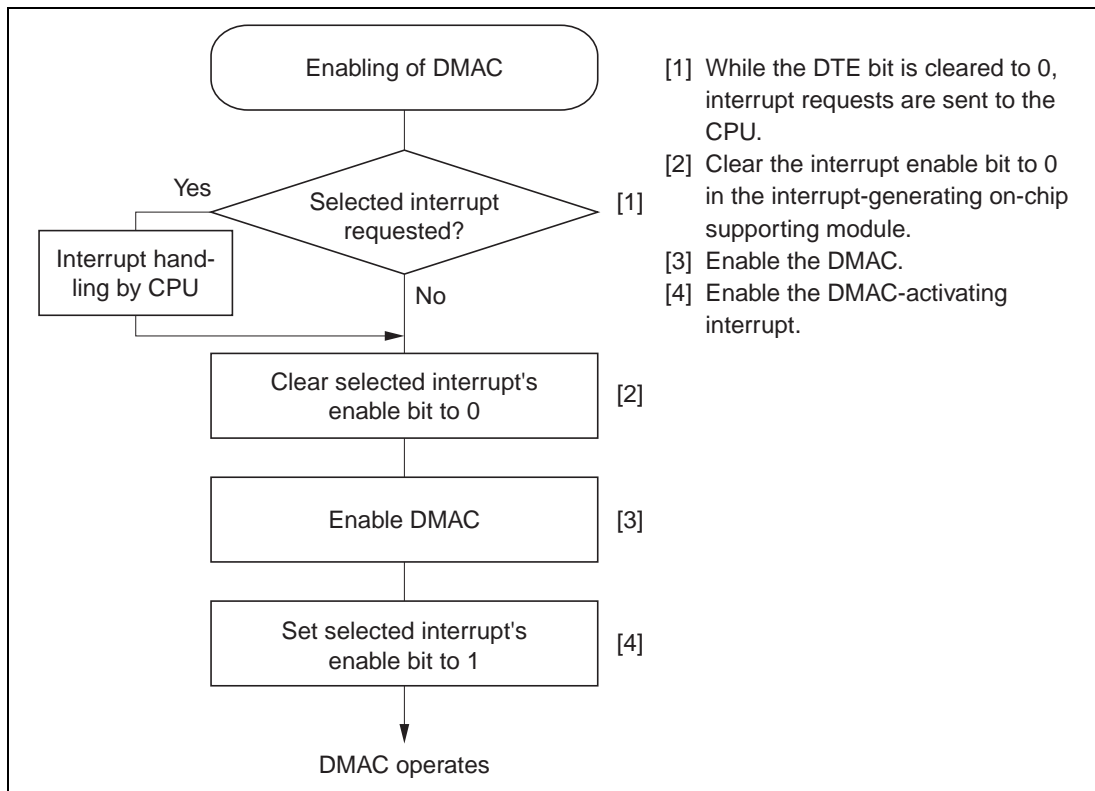 Enabling of DMAC
Yes
Selected interrupt
requested?
[1]
Interrupt hand-
ling by CPU
No
Clear selected interrupt's
enable bit to 0
[2]
Enable DMAC
[3]
Set selected interrupt's
enable bit to 1
[4]
DMAC operates
[1] While the DTE bit is cleared to 0,
interrupt requests are sent to the
CPU.
[2] Clear the interrupt enable bit to 0
in the interrupt-generating on-chip
supporting module.
[3] Enable the DMAC.
[4] Enable the DMAC-activating
interrupt.